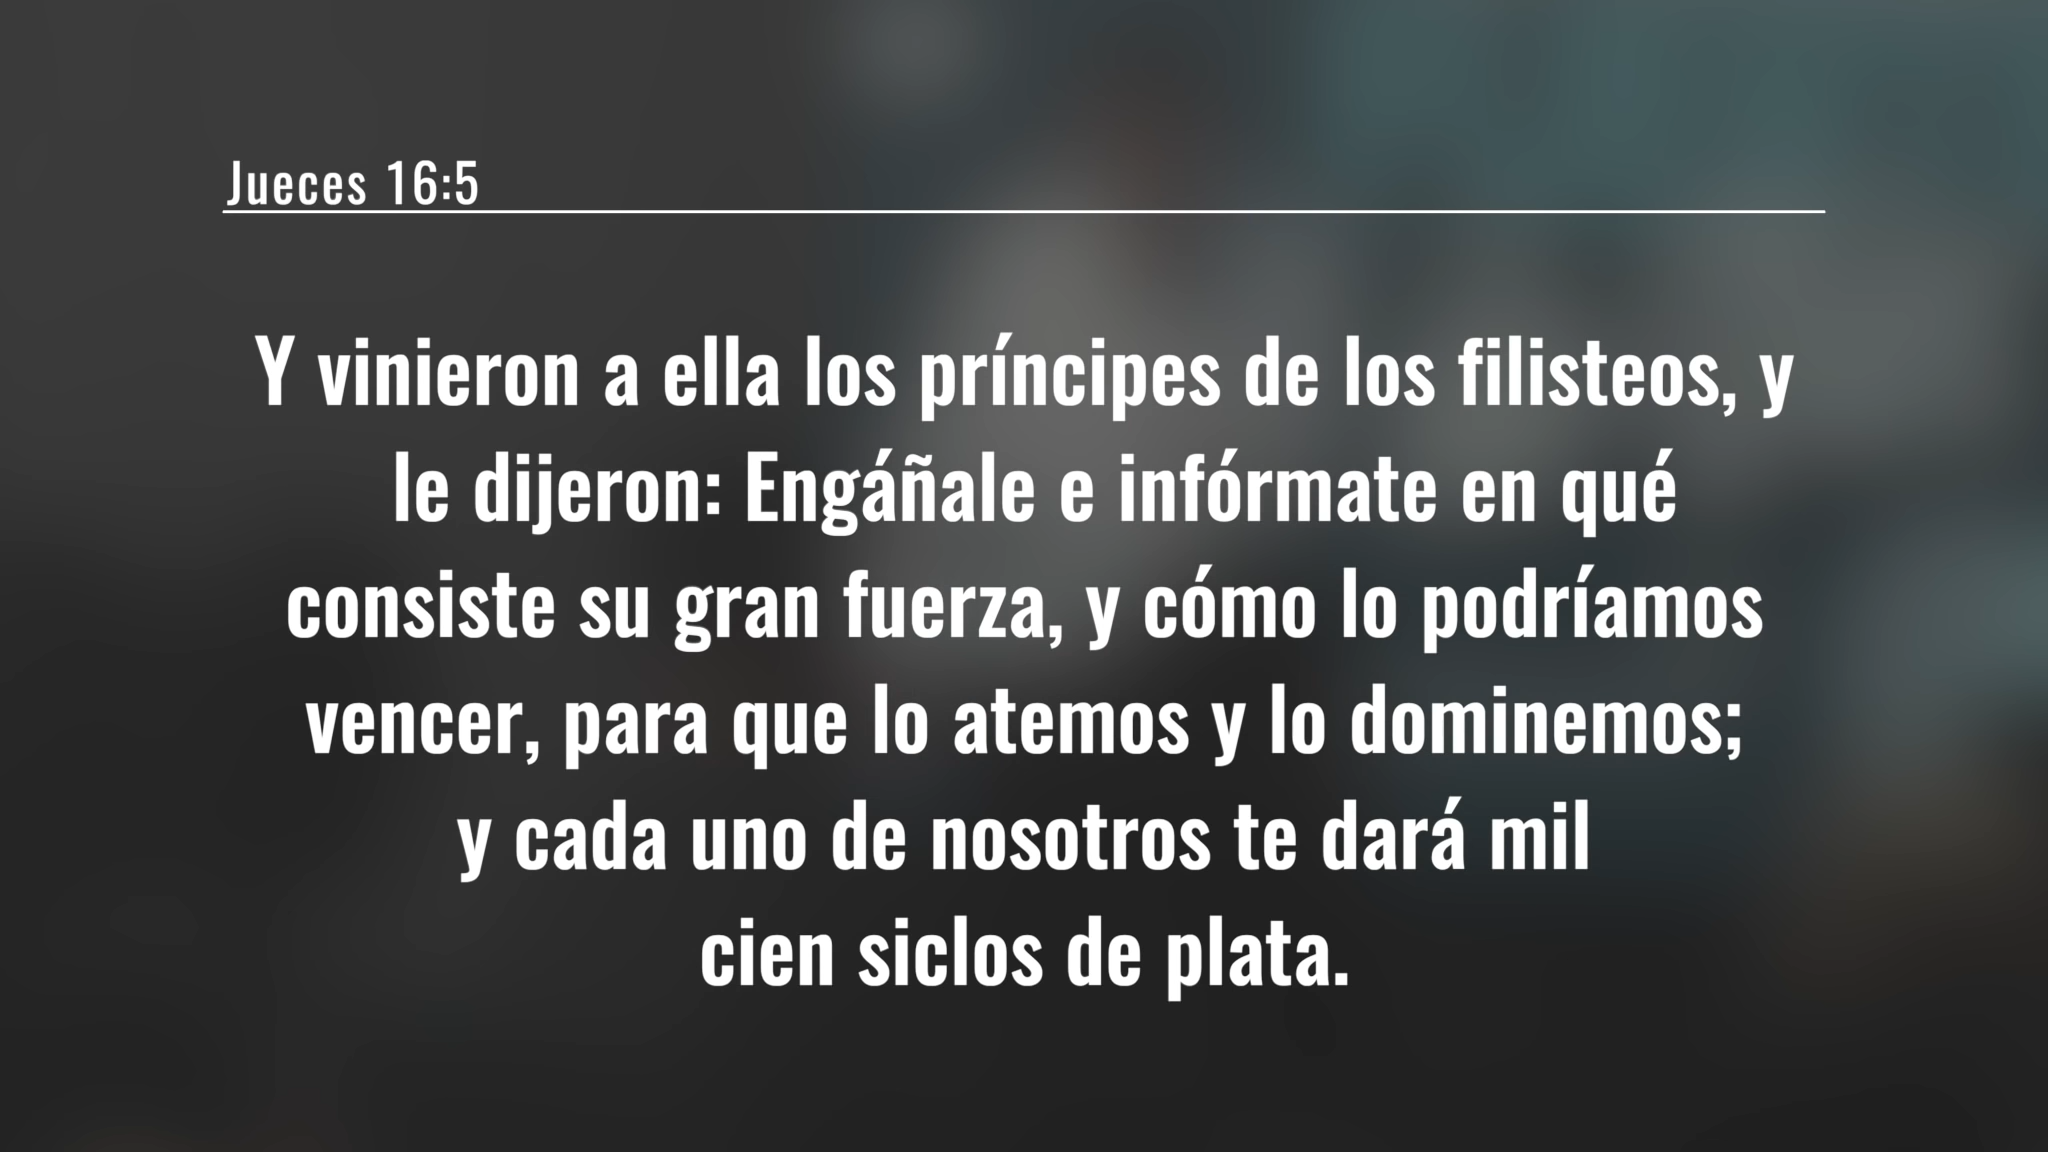 Jueces 16:5
Y vinieron a ella los príncipes de los filisteos, y
le dijeron: Engáñale e infórmate en qué
consiste su gran fuerza, y cómo lo podríamos
vencer, para que lo atemos y lo dominemos;
y cada uno de nosotros te dará mil
cien siclos de plata.